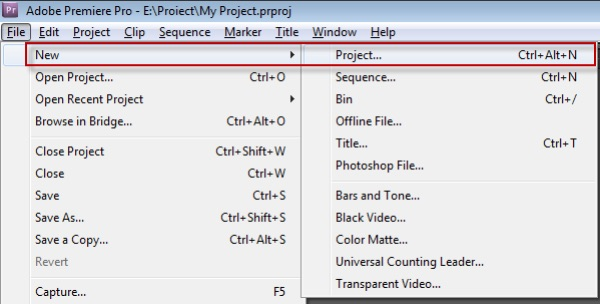 Pr Adobe Premiere Pro - E:\Proiect\My Project.prproj
File Edit Project Clip Sequence Marker Title Window Help
New
Open Project... Ctrl+O
Open Recent Project
Browse in Bridge... Ctrl+Alt+O
Close Project Ctrl+Shift+W
Close Ctrl+W
Save Ctrl+S
Save As... Ctrl+Shift+S
Save a Copy... Ctrl+Alt+S
Revert
Capture... F5
Project... Ctrl+Alt+N
Sequence... Ctrl+N
Bin Ctrl+/
Offline File...
Title... Ctrl+T
Photoshop File...
Bars and Tone...
Black Video...
Color Matte...
Universal Counting Leader...
Transparent Video...